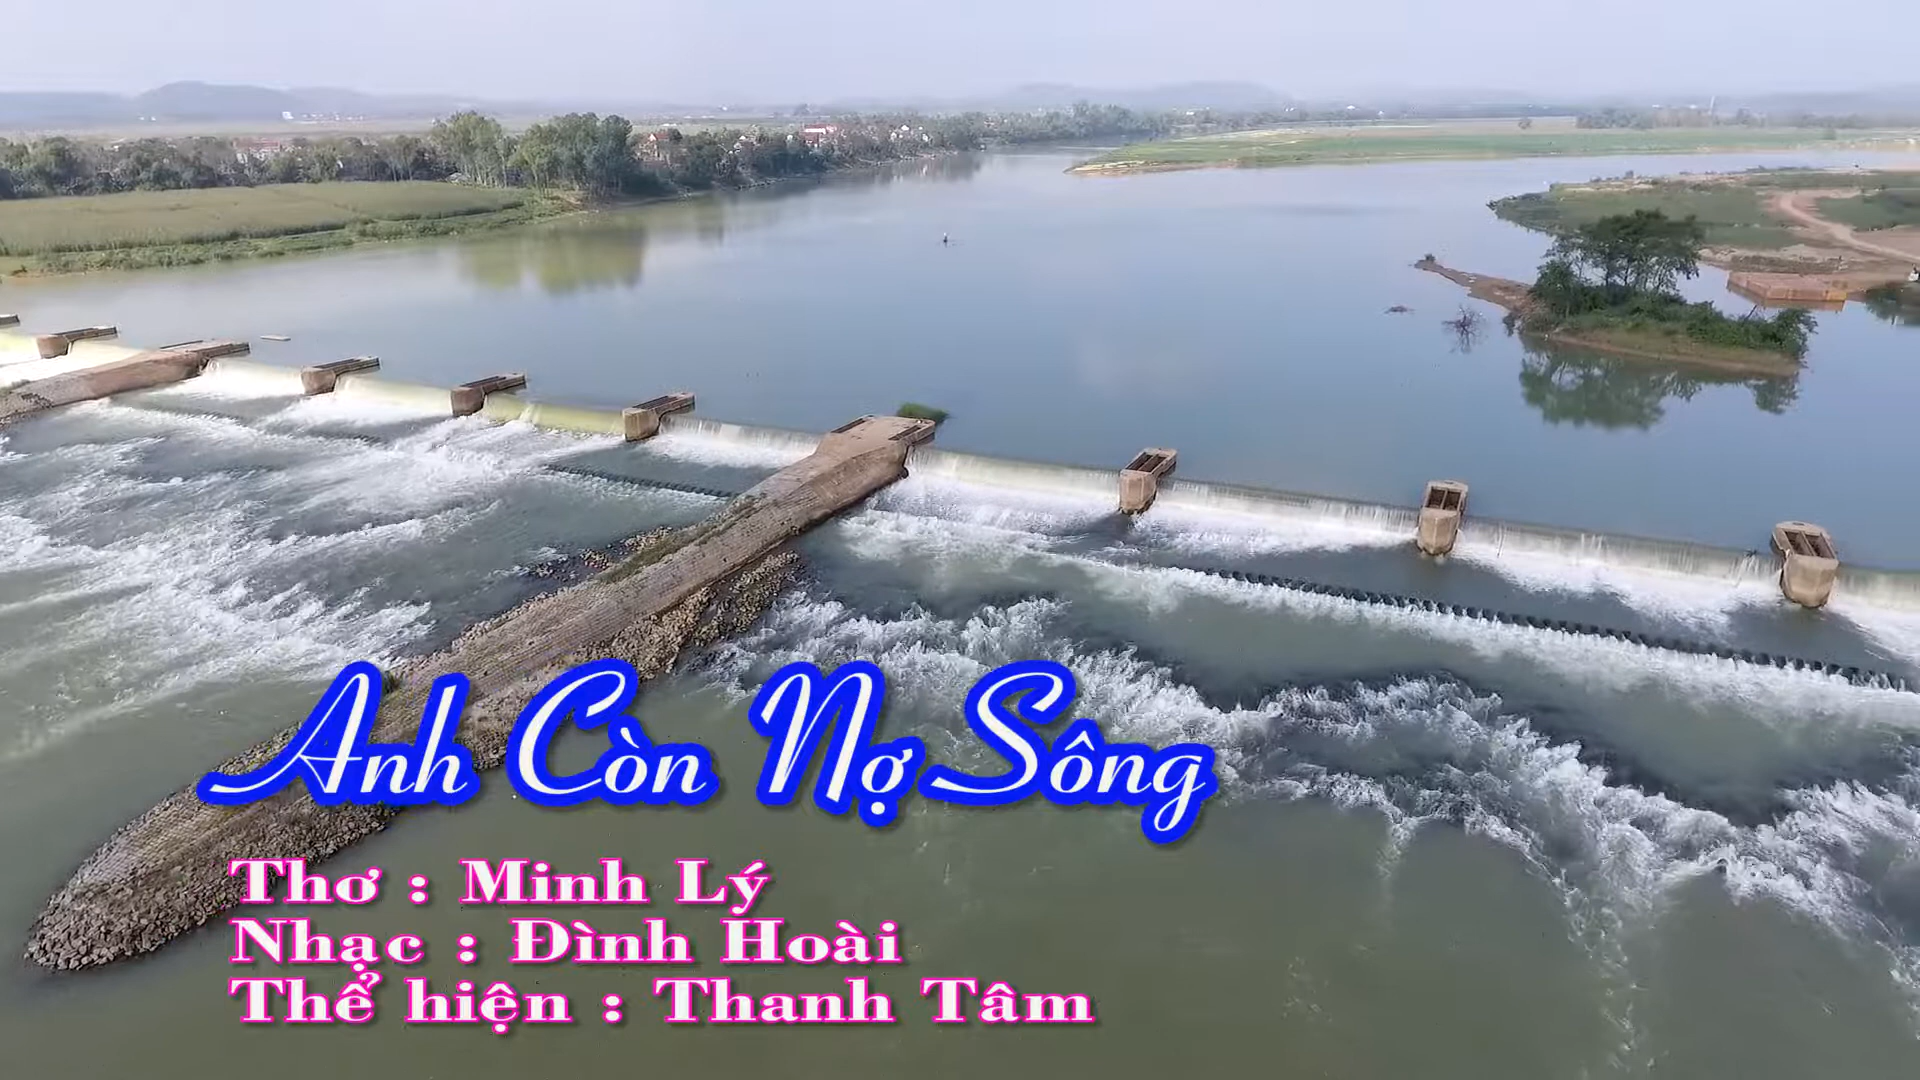 Anh Còn Nợ Sông
Thơ : Minh Lý
Nhạc : Đình Hoài
Thể hiện : Thanh Tâm